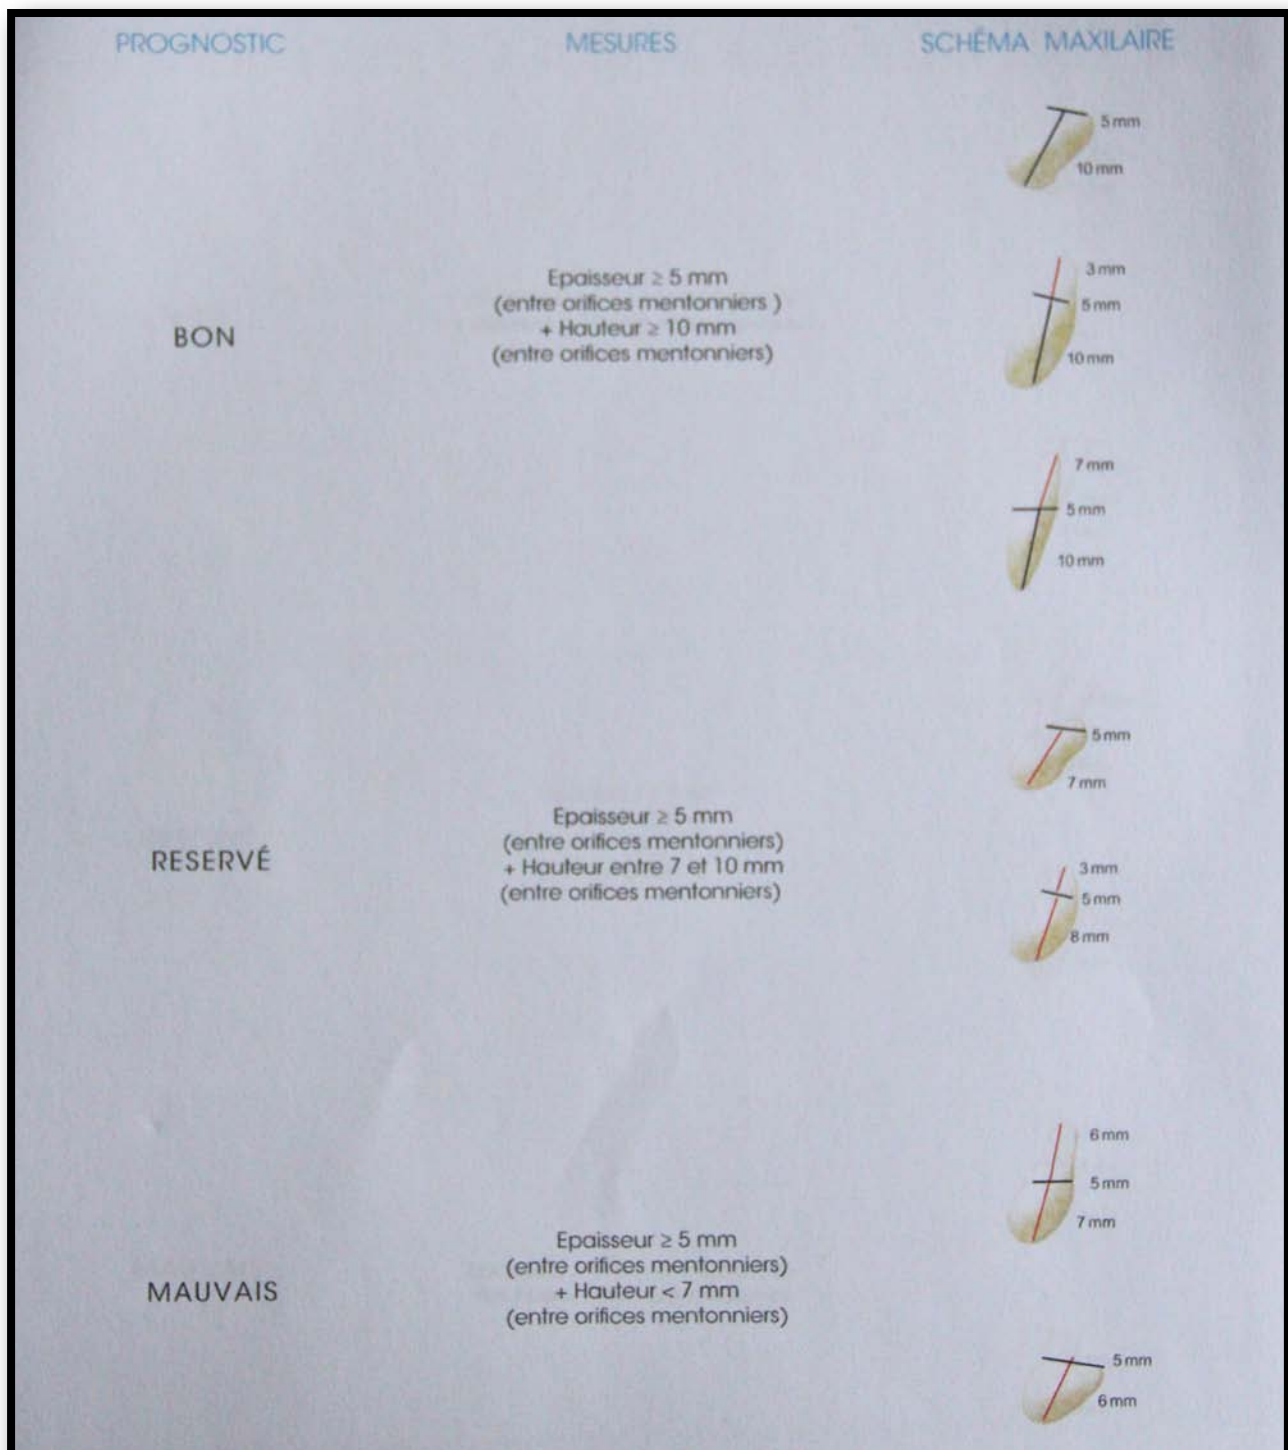 PROGNOSTIC
MESURES
SCHÉMA MAXILAIRE
5 mm
10 mm
BON
Epaisseur ≥ 5 mm
(entre orifices mentonniers )
+ Hauteur ≥ 10 mm
(entre orifices mentonniers)
3 mm
5 mm
10 mm
7 mm
5 mm
10 mm
RESERVÉ
Epaisseur ≥ 5 mm
(entre orifices mentonniers)
+ Hauteur entre 7 et 10 mm
(entre orifices mentonniers)
5 mm
7 mm
3 mm
5 mm
8 mm
6 mm
5 mm
7 mm
MAUVAIS
Epaisseur ≥ 5 mm
(entre orifices mentonniers)
+ Hauteur < 7 mm
(entre orifices mentonniers)
5 mm
6 mm